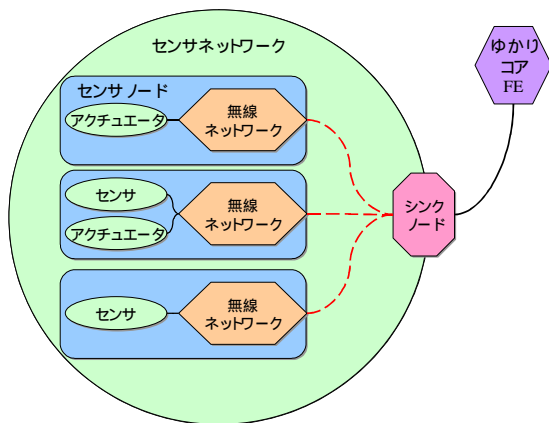 センサネットワーク
ゆかり
コア
FE
センサ ノード
アクチュエータ
無線
ネットワーク
センサ
アクチュエータ
無線
ネットワーク
シンク
ノード
センサ
無線
ネットワーク